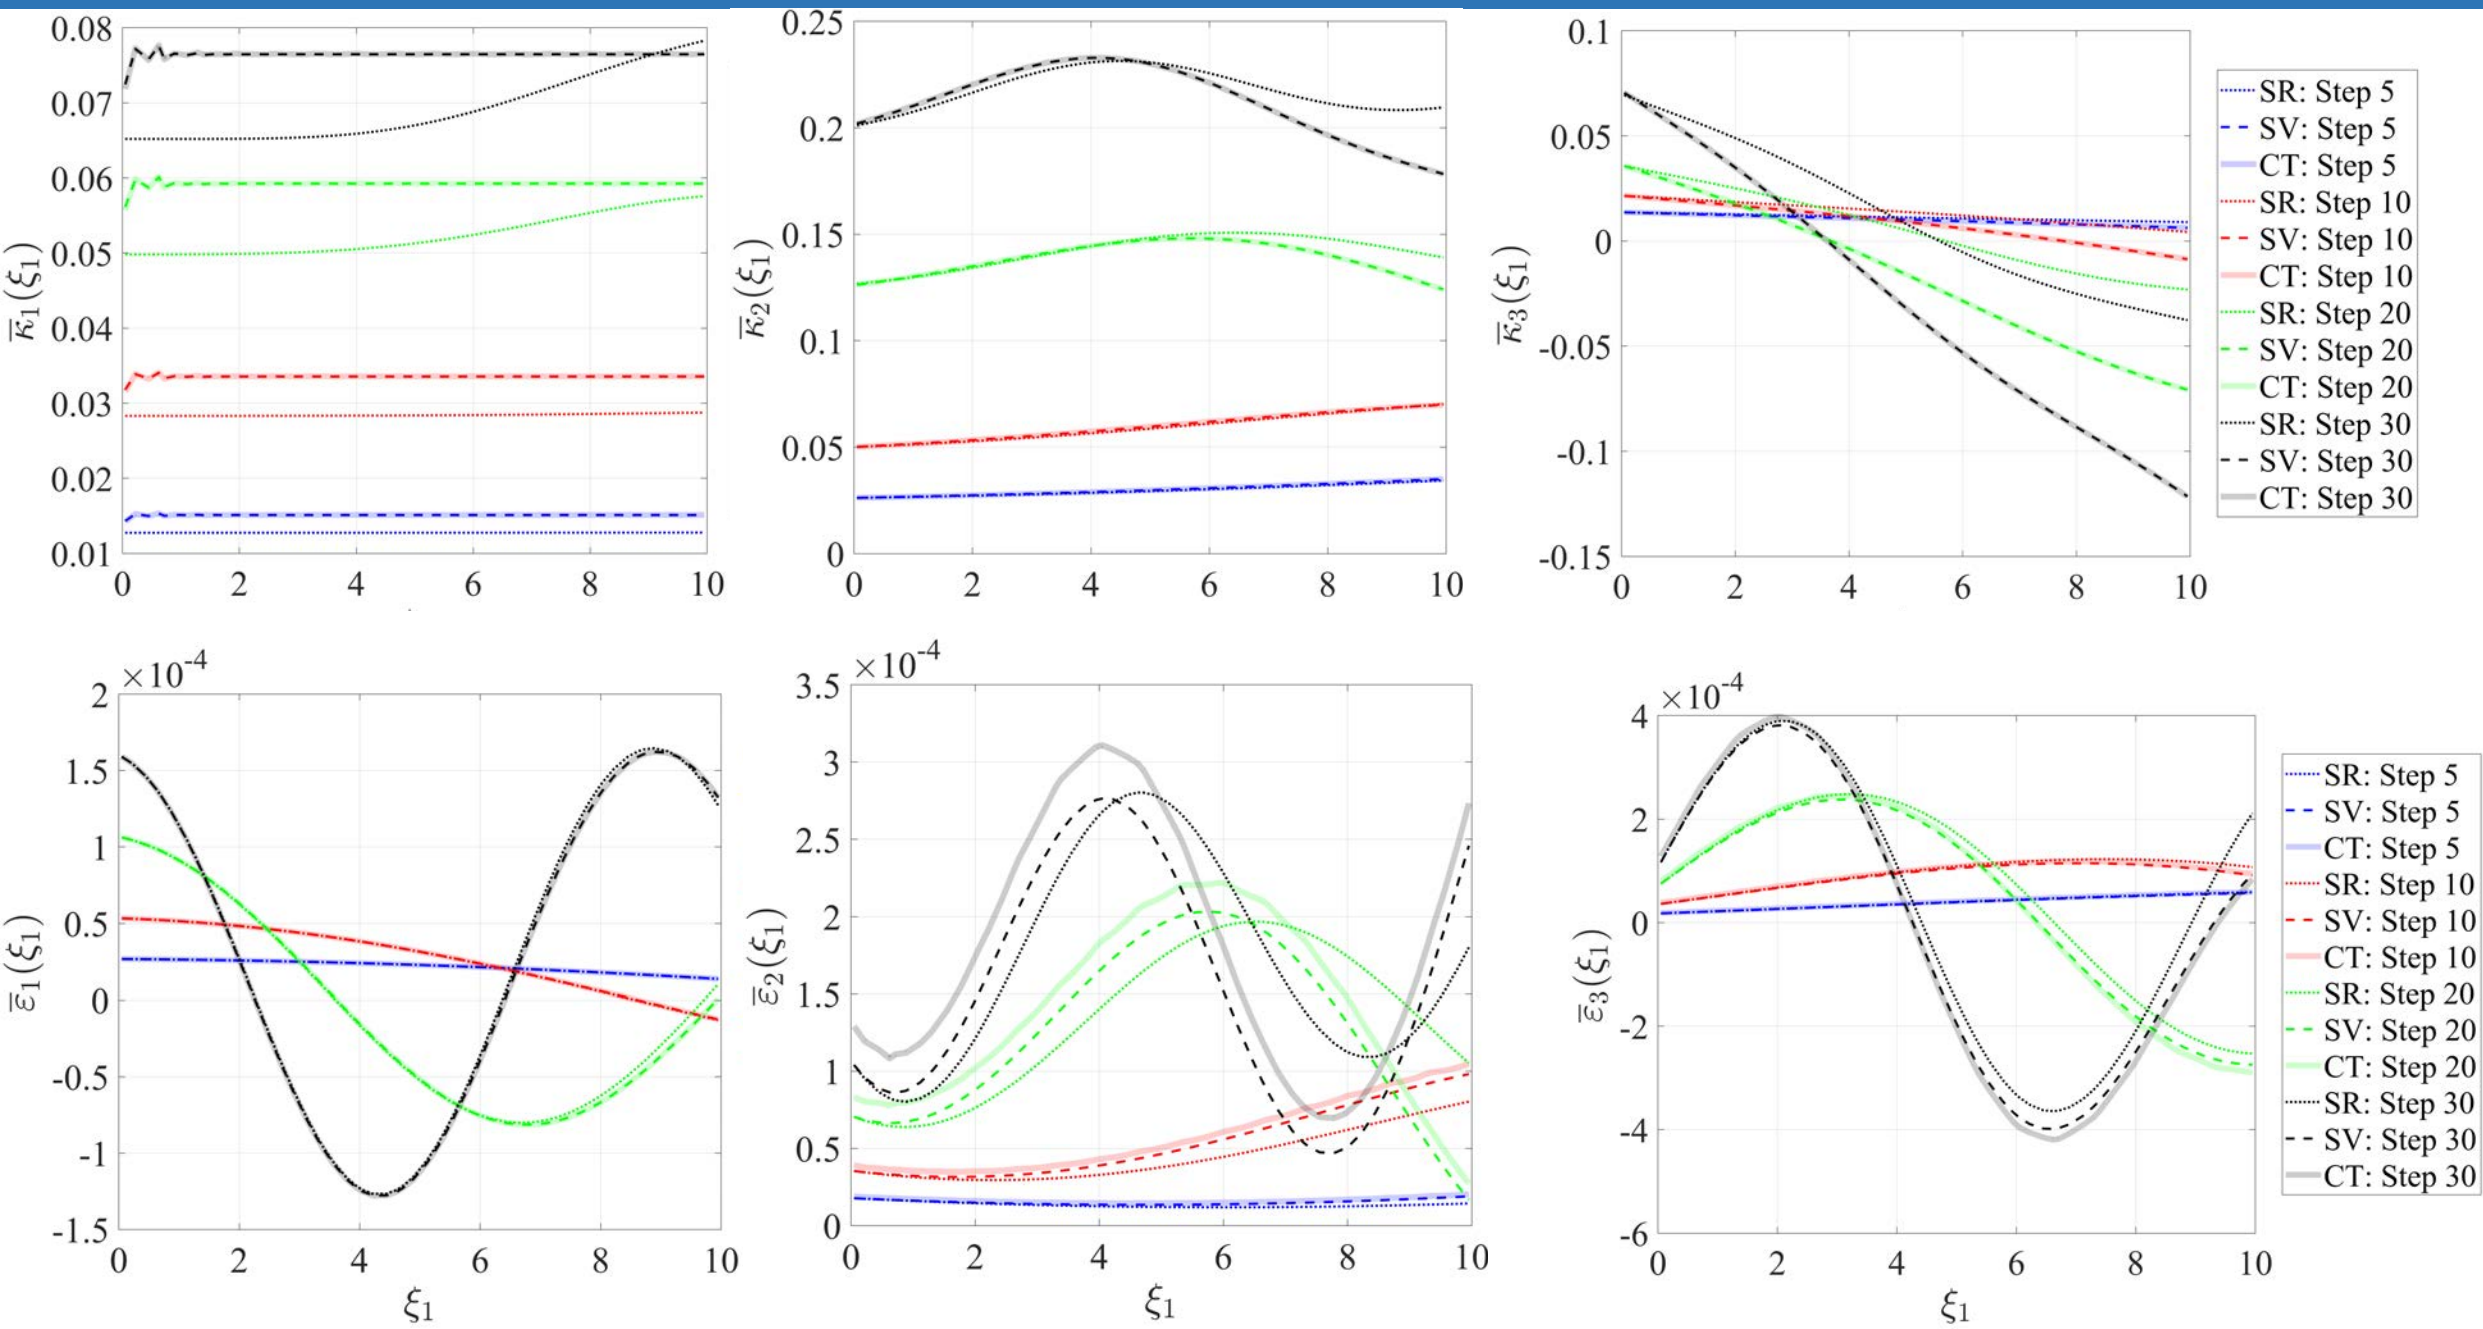 0.08
0.07
0.06
0.05
0.04
0.03
0.02
0.01
0 2 4 6 8 10
κ̅₁(ξ₁)
0.25
0.2
0.15
0.1
0.05
0
0 2 4 6 8 10
κ̅₂(ξ₁)
0.1
0.05
0
-0.05
-0.1
-0.15
0 2 4 6 8 10
κ̅₃(ξ₁)
SR: Step 5
SV: Step 5
CT: Step 5
SR: Step 10
SV: Step 10
CT: Step 10
SR: Step 20
SV: Step 20
CT: Step 20
SR: Step 30
SV: Step 30
CT: Step 30
×10⁻⁴
2
1.5
1
0.5
0
-0.5
-1
-1.5
0 2 4 6 8 10
ε̅₁(ξ₁)
ξ₁
×10⁻⁴
3.5
3
2.5
2
1.5
1
0.5
0
0 2 4 6 8 10
ε̅₂(ξ₁)
ξ₁
×10⁻⁴
4
2
0
-2
-4
-6
0 2 4 6 8 10
ε̅₃(ξ₁)
ξ₁
SR: Step 5
SV: Step 5
CT: Step 5
SR: Step 10
SV: Step 10
CT: Step 10
SR: Step 20
SV: Step 20
CT: Step 20
SR: Step 30
SV: Step 30
CT: Step 30